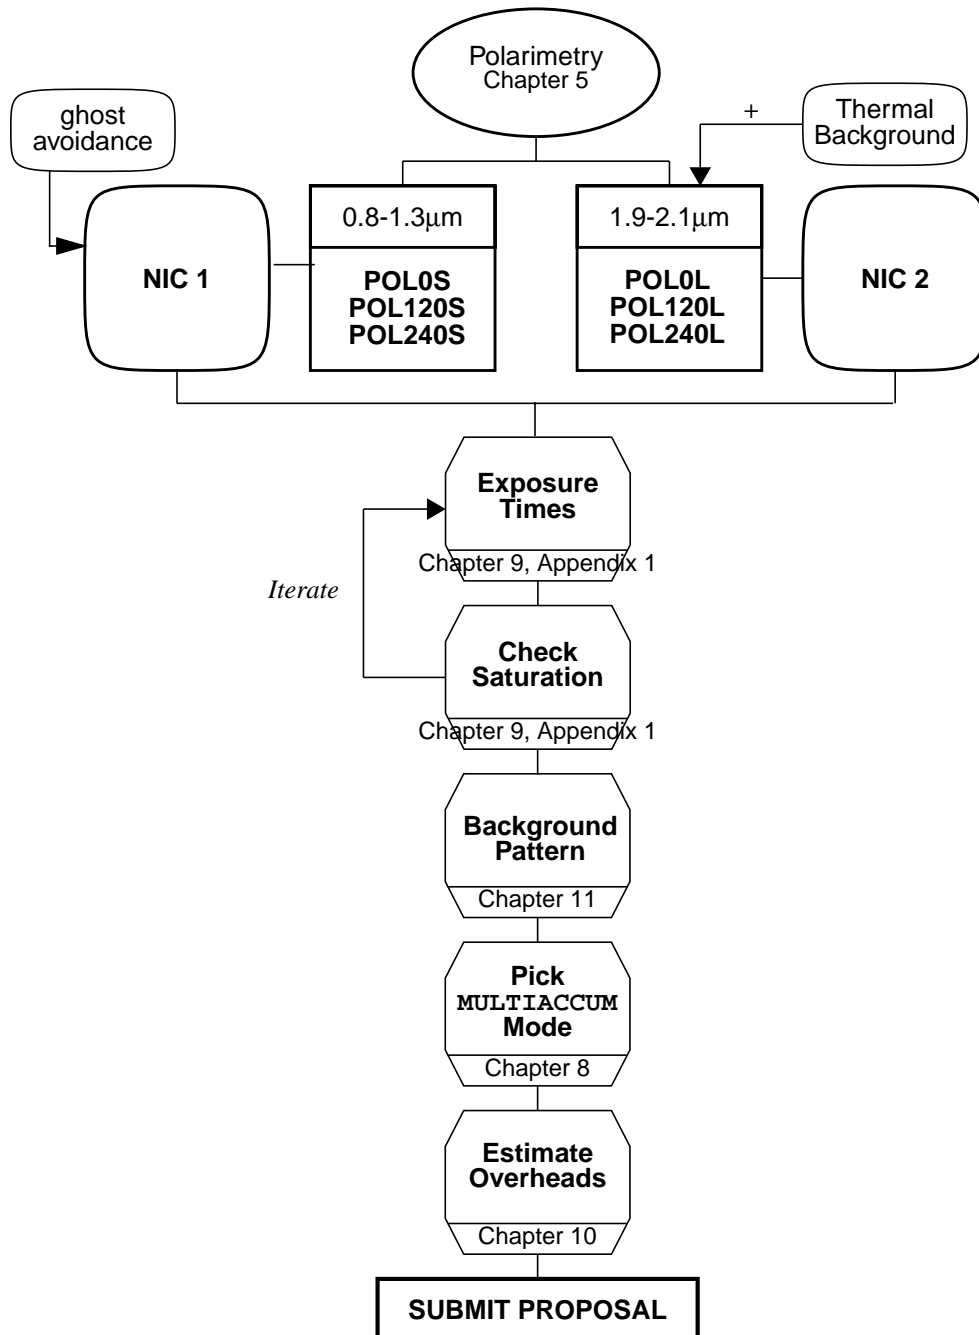 Polarimetry
Chapter 5
ghost
avoidance
+
Thermal
Background
0.8-1.3µm
1.9-2.1µm
NIC 1
POL0S
POL120S
POL240S
POL0L
POL120L
POL240L
NIC 2
Exposure
Times
Chapter 9, Appendix 1
Iterate
Check
Saturation
Chapter 9, Appendix 1
Background
Pattern
Chapter 11
Pick
MULTIACCUM
Mode
Chapter 8
Estimate
Overheads
Chapter 10
SUBMIT PROPOSAL